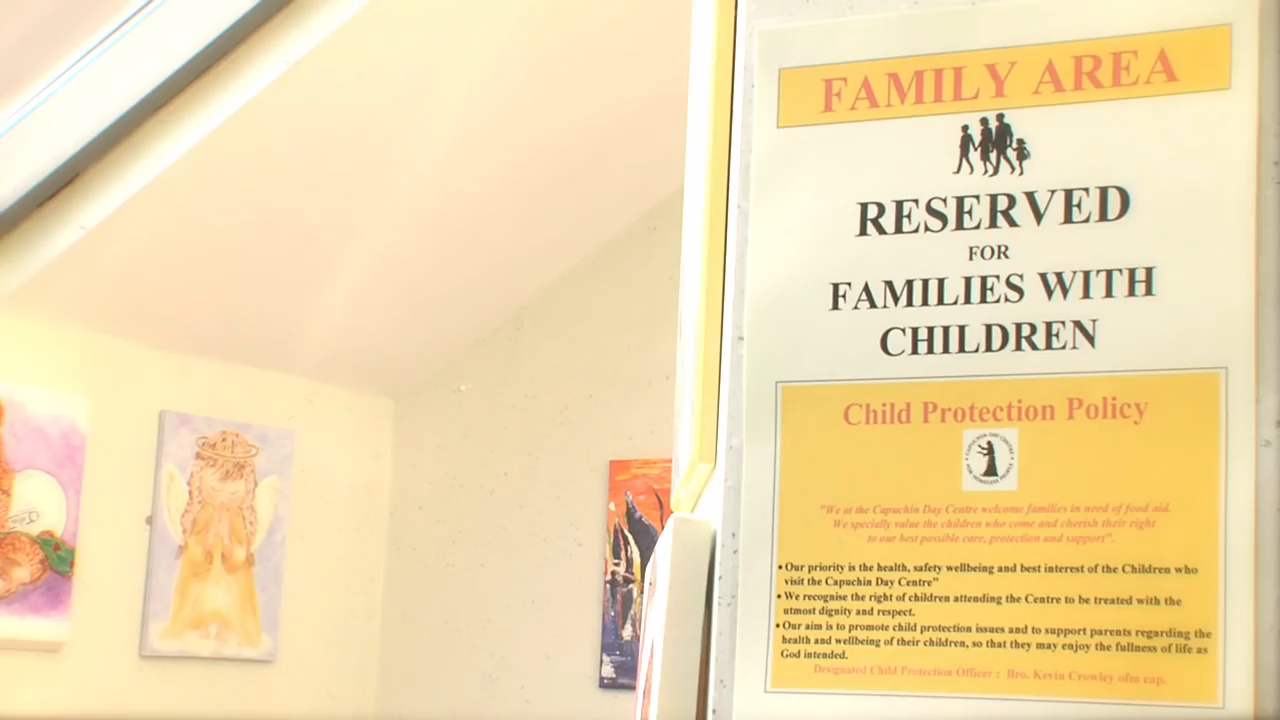 FAMILY AREA
RESERVED
FOR
FAMILIES WITH
CHILDREN
Child Protection Policy
CAPUCHIN DAY CENTRE
FOR HOMELESS PEOPLE
"We at the Capuchin Day Centre welcome families in need of food aid.
We specially value the children who come and cherish their right
to our best possible care, protection and support".
• Our priority is the health, safety wellbeing and best interest of the Children who
visit the Capuchin Day Centre"
• We recognise the right of children attending the Centre to be treated with the
utmost dignity and respect.
• Our aim is to promote child protection issues and to support parents regarding the
health and wellbeing of their children, so that they may enjoy the fullness of life as
God intended.
Designated Child Protection Officer : Bro. Kevin Crowley ofm cap.